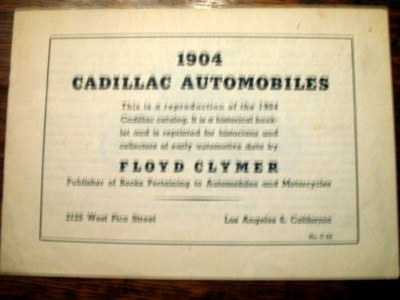 1904
CADILLAC AUTOMOBILES
This is a reproduction of the 1904
Cadillac catalog. It is a historical book-
let and is reprinted for historians and
collectors of early automotive data by
FLOYD CLYMER
Publisher of Books Pertaining to Automobiles and Motorcycles
2125 West Pico Street Los Angeles 6, California
No.